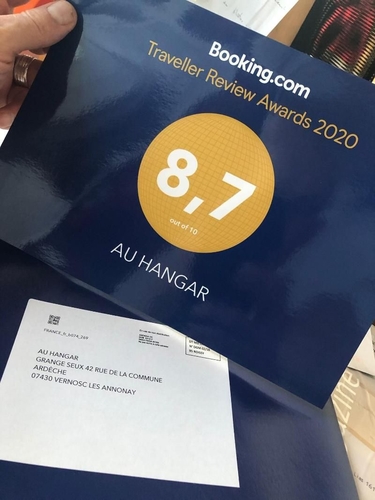 Booking.com
Traveller Review Awards 2020
8,7
out of 10
AU HANGAR
AU HANGAR
GRANGE SEUX 42 RUE DE LA COMMUNE
ARDÈCHE
07430 VERNOSC LES ANNONAY